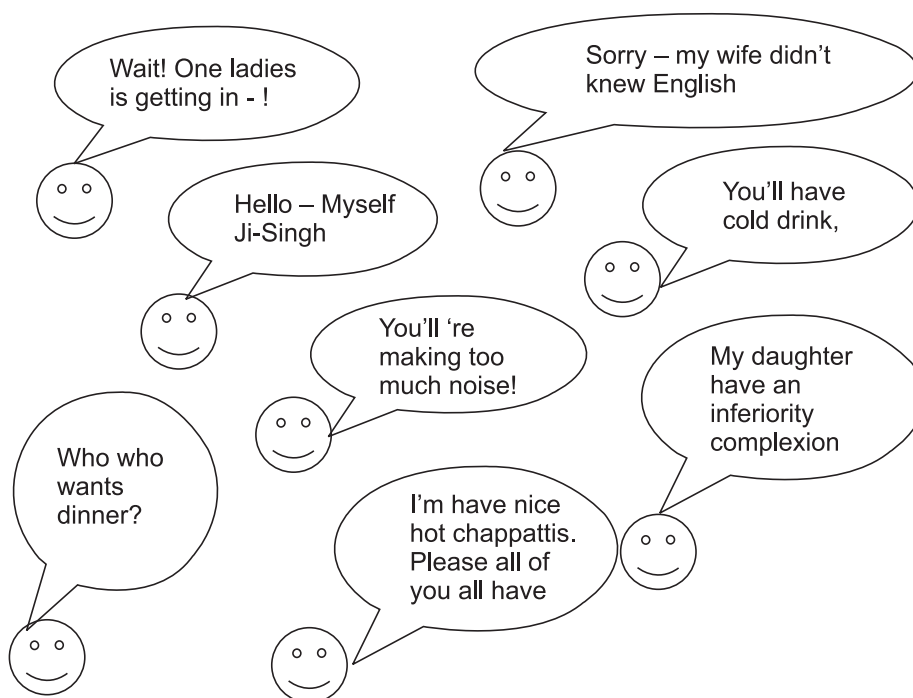 Wait! One ladies
is getting in - !
Sorry – my wife didn’t
knew English
Hello – Myself
Ji-Singh
You’ll have
cold drink,
You’ll ‘re
making too
much noise!
My daughter
have an
inferiority
complexion
Who who
wants
dinner?
I’m have nice
hot chappattis.
Please all of
you all have